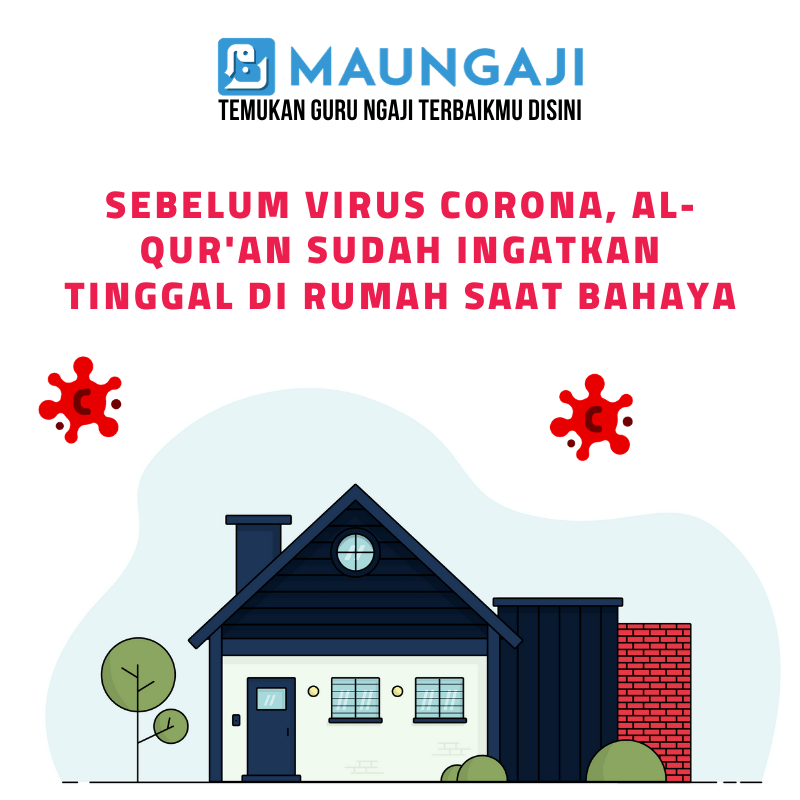 MAUNGAJI
TEMUKAN GURU NGAJI TERBAIKMU DISINI
SEBELUM VIRUS CORONA, AL-
QUR'AN SUDAH INGATKAN
TINGGAL DI RUMAH SAAT BAHAYA
C
C